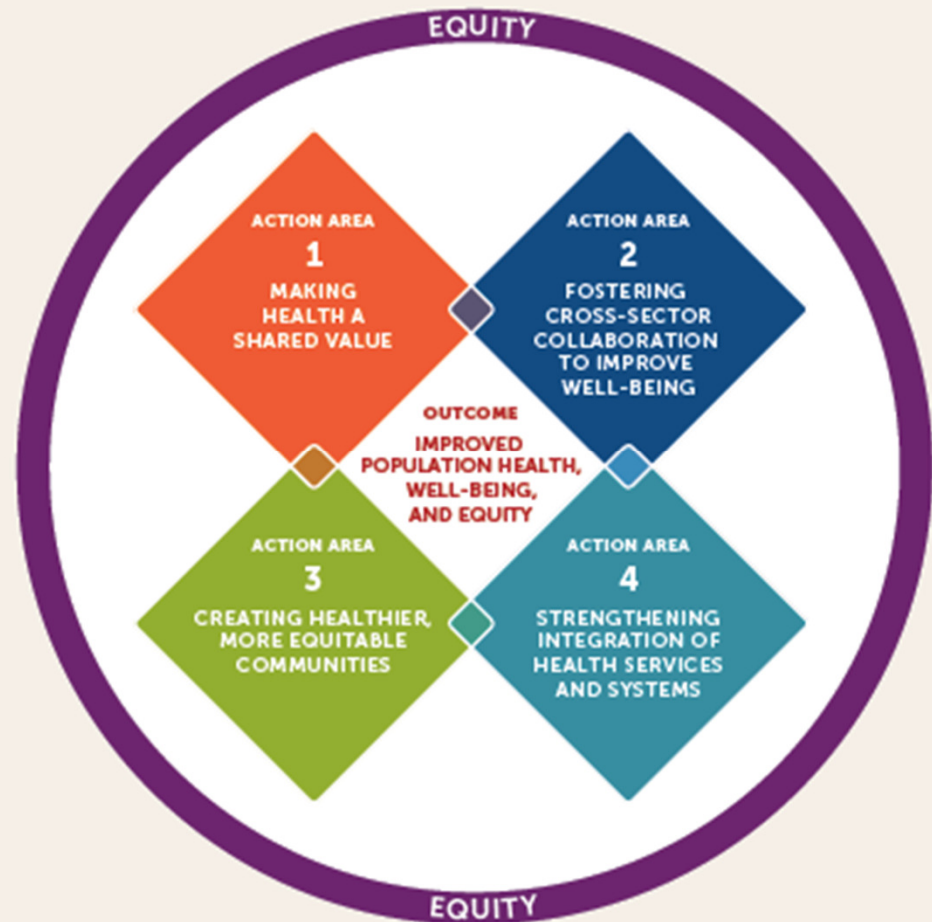 EQUITY
ACTION AREA
1
MAKING
HEALTH A
SHARED VALUE
ACTION AREA
2
FOSTERING
CROSS-SECTOR
COLLABORATION
TO IMPROVE
WELL-BEING
OUTCOME
IMPROVED
POPULATION HEALTH,
WELL-BEING,
AND EQUITY
ACTION AREA
3
CREATING HEALTHIER,
MORE EQUITABLE
COMMUNITIES
ACTION AREA
4
STRENGTHENING
INTEGRATION OF
HEALTH SERVICES
AND SYSTEMS
EQUITY